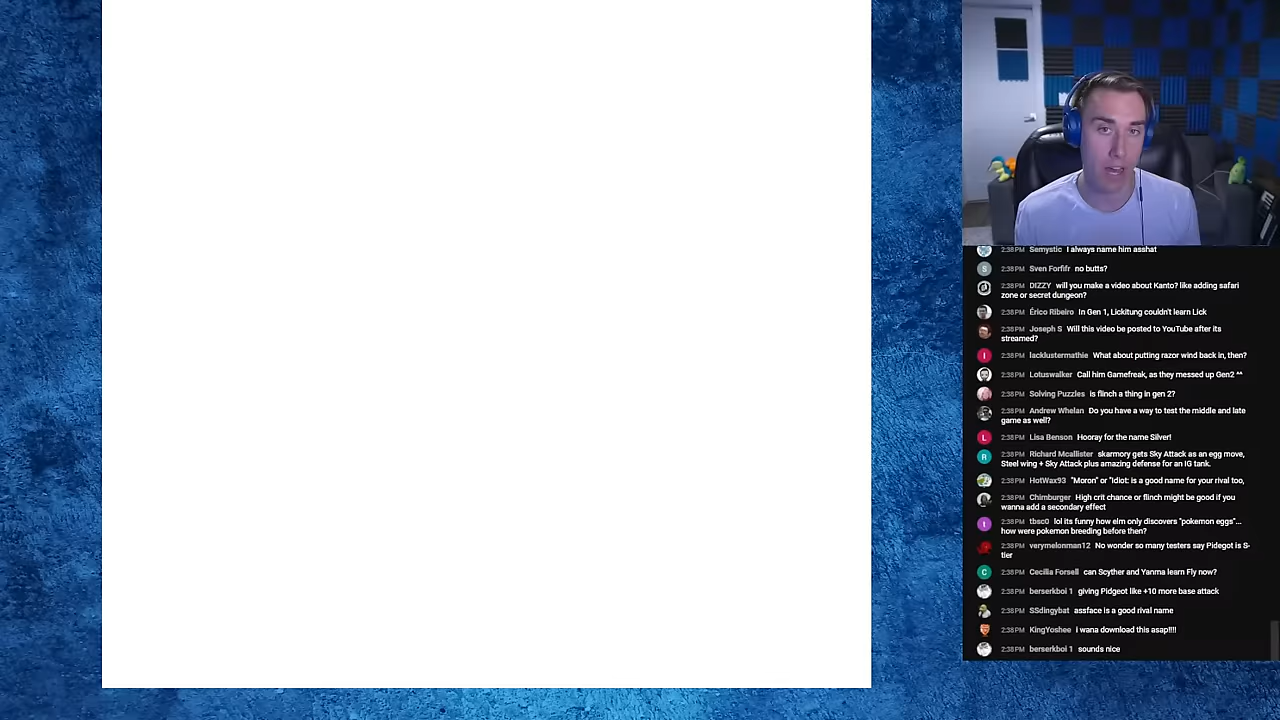 2:38PM Semystic I always name him asshat
S 2:38PM Sven Forfifr no butts?
2:38PM DIZZY will you make a video about Kanto? like adding safari
zone or secret dungeon?
2:38PM Érico Ribeiro In Gen 1, Lickitung couldn't learn Lick
2:38PM Joseph S Will this video be posted to YouTube after its
streamed?
l 2:38PM lacklustermathie What about putting razor wind back in, then?
2:38PM Lotuswalker Call him Gamefreak, as they messed up Gen2 ^^
2:38PM Solving Puzzles is flinch a thing in gen 2?
2:38PM Andrew Whelan Do you have a way to test the middle and late
game as well?
L 2:38PM Lisa Benson Hooray for the name Silver!
R 2:38PM Richard Mcallister skarmory gets Sky Attack as an egg move,
Steel wing + Sky Attack plus amazing defense for an IG tank.
2:38PM HotWax93 "Moron" or "Idiot: is a good name for your rival too,
2:38PM Chimburger High crit chance or flinch might be good if you
wanna add a secondary effect
t 2:38PM tbsc0 lol its funny how elm only discovers "pokemon eggs"...
how were pokemon breeding before then?
2:38PM verymelonman12 No wonder so many testers say Pidegot is S-
tier
C 2:38PM Cecilia Forsell can Scyther and Yanma learn Fly now?
2:38PM berserkboi 1 giving Pidgeot like +10 more base attack
2:38PM SSdingybat assface is a good rival name
2:38PM KingYoshee i wana download this asap!!!!
2:38PM berserkboi 1 sounds nice